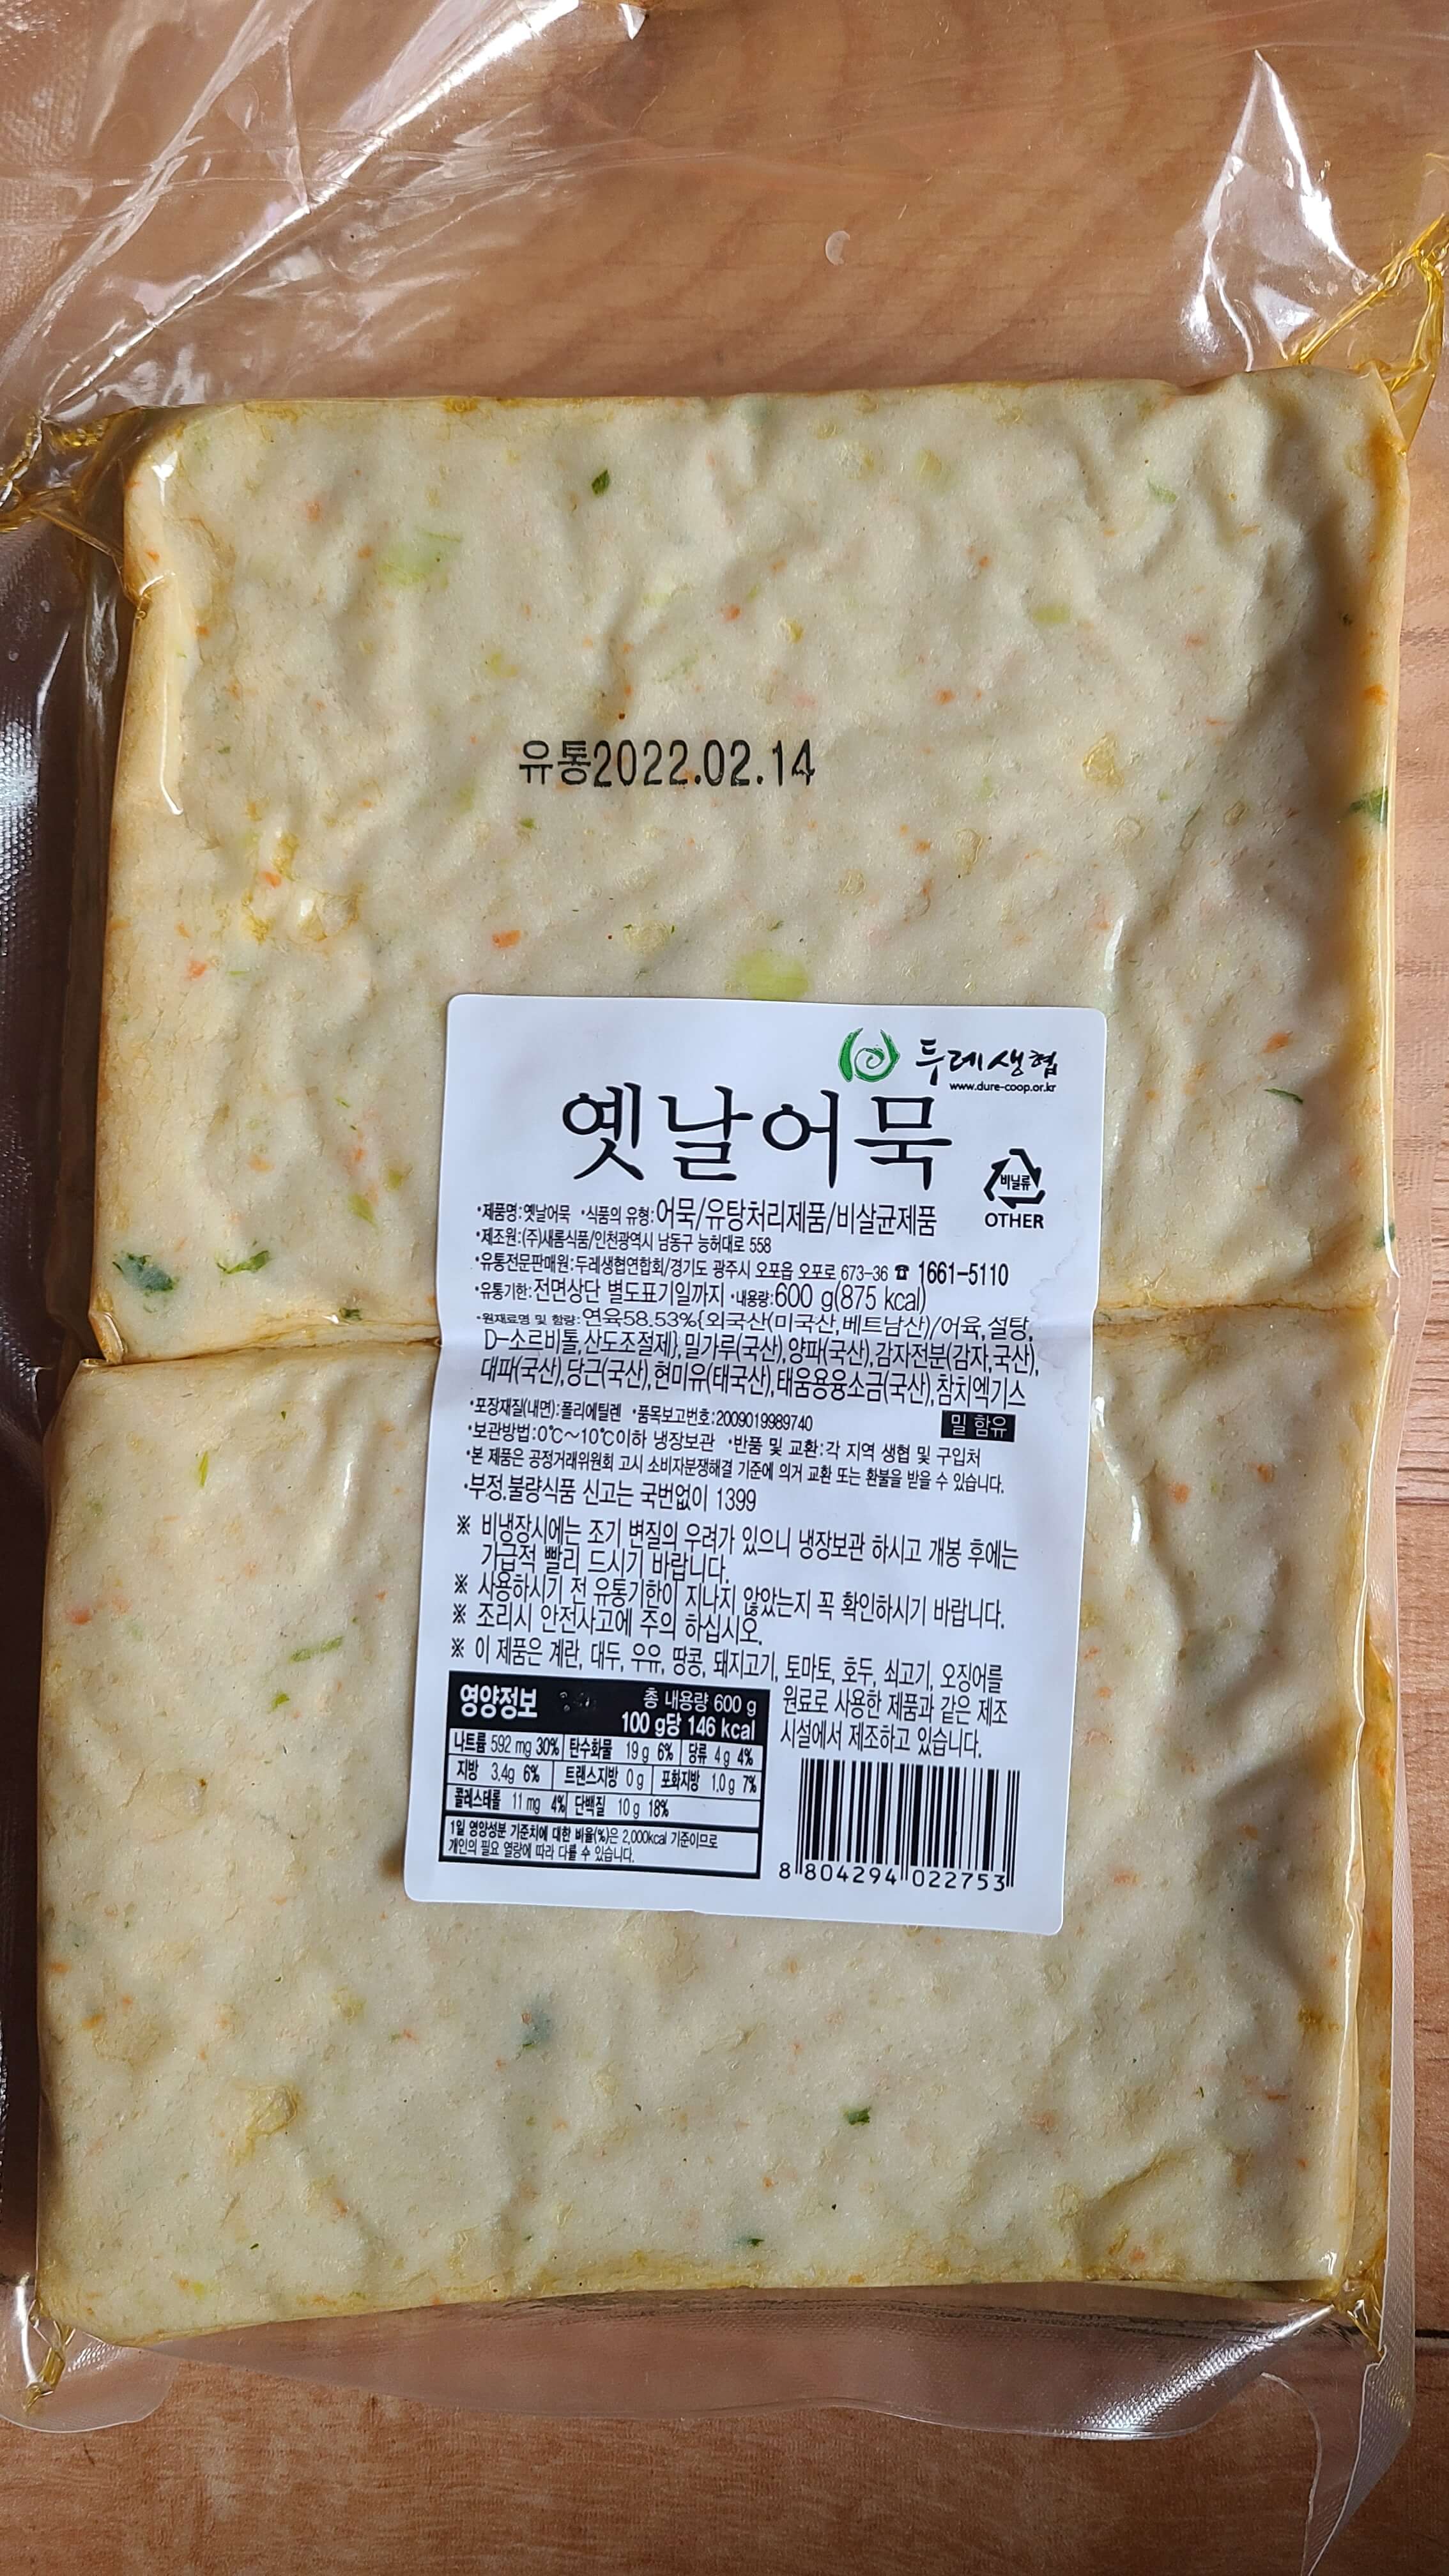 유통2022.02.14
두레생협
www.dure-coop.or.kr
옛날어묵
비닐류
OTHER
•제품명:옛날어묵 •식품의 유형:어묵/유탕처리제품/비살균제품
•제조원:(주)새롬식품/인천광역시 남동구 능허대로 558
•유통전문판매원:두레생협연합회/경기도 광주시 오포읍 오포로 673-36 ☎ 1661-5110
•유통기한:전면상단 별도표기일까지 •내용량:600 g(875 kcal)
•원재료명 및 함량:연육58.53%{외국산(미국산,베트남산)/어육,설탕,
D-소르비톨,산도조절제},밀가루(국산),양파(국산),감자전분(감자,국산),
대파(국산),당근(국산),현미유(태국산),태움용융소금(국산),참치엑기스
밀 함유
•포장재질(내면):폴리에틸렌 •품목보고번호:2009019989740
•보관방법:0℃~10℃이하 냉장보관 •반품 및 교환:각 지역 생협 및 구입처
•본 제품은 공정거래위원회 고시 소비자분쟁해결 기준에 의거 교환 또는 환불을 받을 수 있습니다.
•부정,불량식품 신고는 국번없이 1399
※ 비냉장시에는 조기 변질의 우려가 있으니 냉장보관 하시고 개봉 후에는
가급적 빨리 드시기 바랍니다.
※ 사용하시기 전 유통기한이 지나지 않았는지 꼭 확인하시기 바랍니다.
※ 조리시 안전사고에 주의 하십시오.
※ 이 제품은 계란, 대두, 우유, 땅콩, 돼지고기, 토마토, 호두, 쇠고기, 오징어를
원료로 사용한 제품과 같은 제조
시설에서 제조하고 있습니다.
영양정보
총 내용량 600 g
100 g당 146 kcal
나트륨 592 mg 30% 탄수화물 19 g 6% 당류 4 g 4%
지방 3.4g 6% 트랜스지방 0 g 포화지방 1.0 g 7%
콜레스테롤 11 mg 4% 단백질 10 g 18%
1일 영양성분 기준치에 대한 비율(%)은 2,000kcal 기준이므로
개인의 필요 열량에 따라 다를 수 있습니다.
8 804294 022753